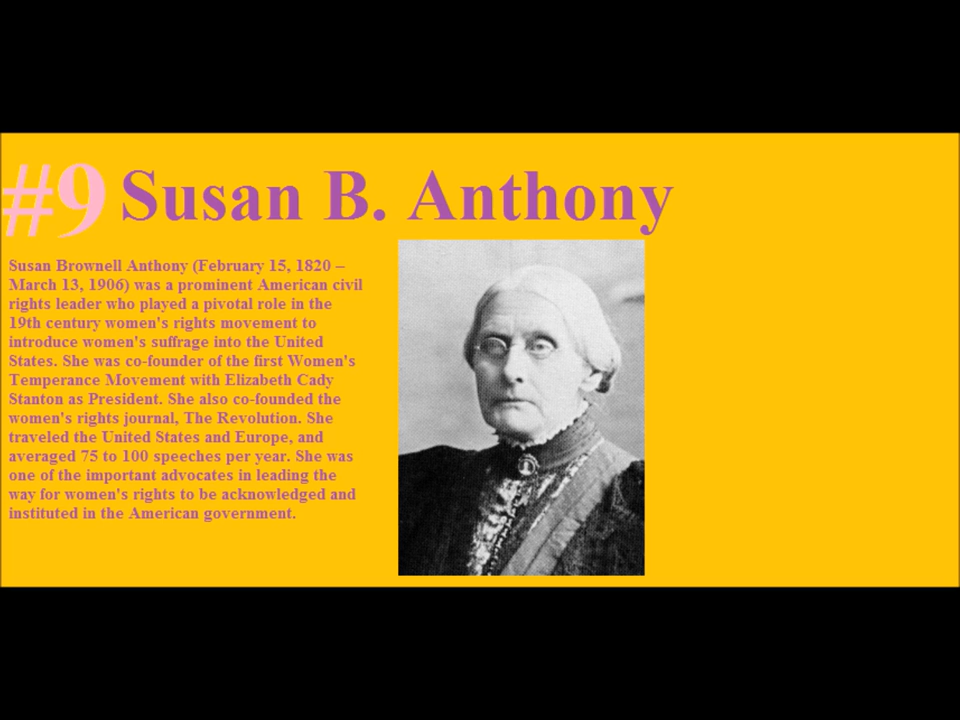 #9 Susan B. Anthony
Susan Brownell Anthony (February 15, 1820 –
March 13, 1906) was a prominent American civil
rights leader who played a pivotal role in the
19th century women's rights movement to
introduce women's suffrage into the United
States. She was co-founder of the first Women's
Temperance Movement with Elizabeth Cady
Stanton as President. She also co-founded the
women's rights journal, The Revolution. She
traveled the United States and Europe, and
averaged 75 to 100 speeches per year. She was
one of the important advocates in leading the
way for women's rights to be acknowledged and
instituted in the American government.